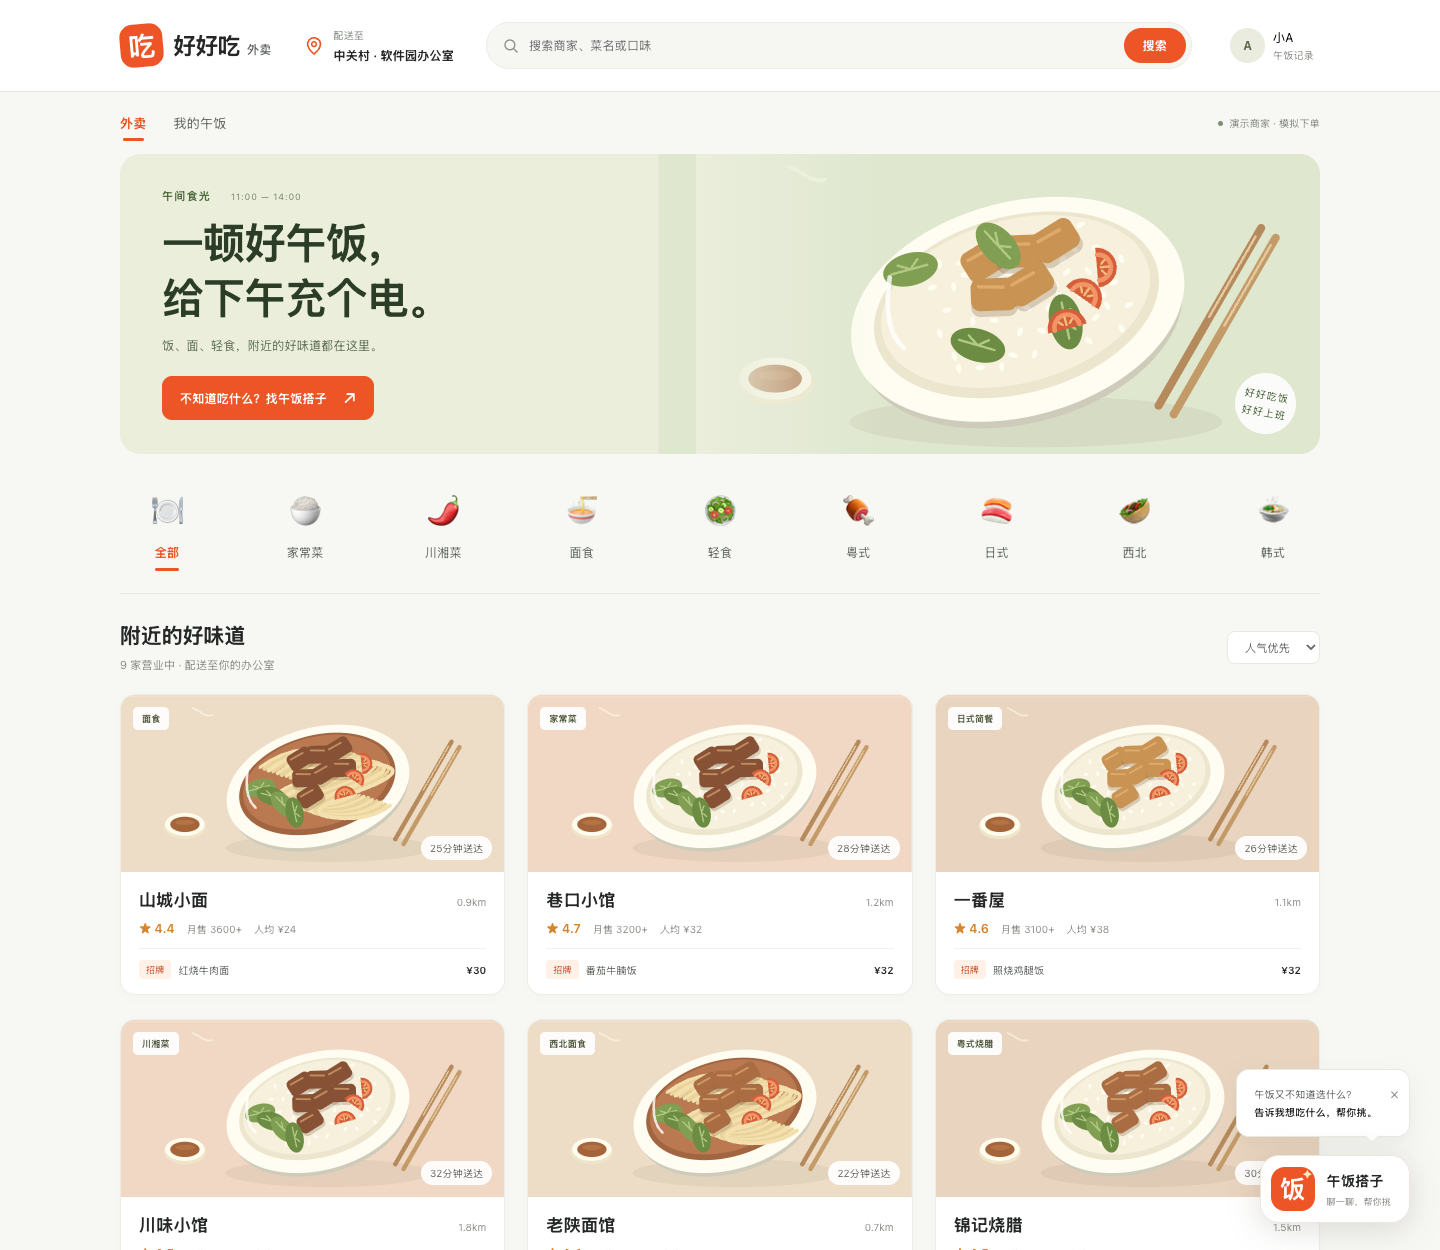 吃 好好吃 外卖
配送至
中关村 · 软件园办公室
搜索商家、菜名或口味
搜索
A
小A
午饭记录
外卖
我的午饭
演示商家 · 模拟下单
午间食光 11:00 — 14:00
一顿好午饭，
给下午充个电。
饭、面、轻食，附近的好味道都在这里。
不知道吃什么？找午饭搭子
好好吃饭
好好上班
全部
家常菜
川湘菜
面食
轻食
粤式
日式
西北
韩式
附近的好味道
9 家营业中 · 配送至你的办公室
人气优先
面食
25分钟送达
山城小面
0.9km
4.4 月售 3600+ 人均 ¥24
招牌 红烧牛肉面 ¥30
家常菜
28分钟送达
巷口小馆
1.2km
4.7 月售 3200+ 人均 ¥32
招牌 番茄牛腩饭 ¥32
日式简餐
26分钟送达
一番屋
1.1km
4.6 月售 3100+ 人均 ¥38
招牌 照烧鸡腿饭 ¥32
川湘菜
32分钟送达
川味小馆
1.8km
西北面食
22分钟送达
老陕面馆
0.7km
粤式烧腊
30分
锦记烧腊
1.5km
午饭又不知道选什么？
告诉我想吃什么，帮你挑。
饭
午饭搭子
聊一聊，帮你挑